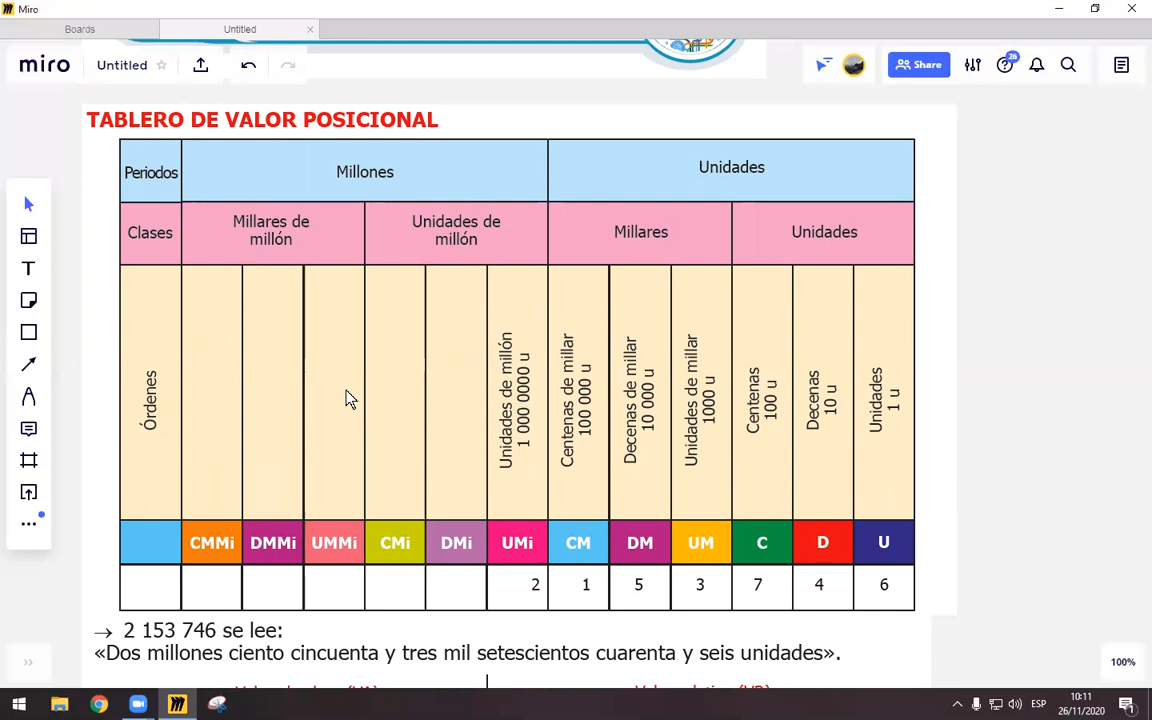 Miro
Boards
Untitled
miro
Untitled
Share
26
TABLERO DE VALOR POSICIONAL
Periodos
Millones
Unidades
Clases
Millares de
millón
Unidades de
millón
Millares
Unidades
Órdenes
Unidades de millón
1 000 0000 u
Centenas de millar
100 000 u
Decenas de millar
10 000 u
Unidades de millar
1000 u
Centenas
100 u
Decenas
10 u
Unidades
1 u
CMMi DMMi UMMi CMi DMi UMi CM DM UM C D U
2 1 5 3 7 4 6
→ 2 153 746 se lee:
«Dos millones ciento cincuenta y tres mil setescientos cuarenta y seis unidades».
100%
ESP
10:11
26/11/2020
1